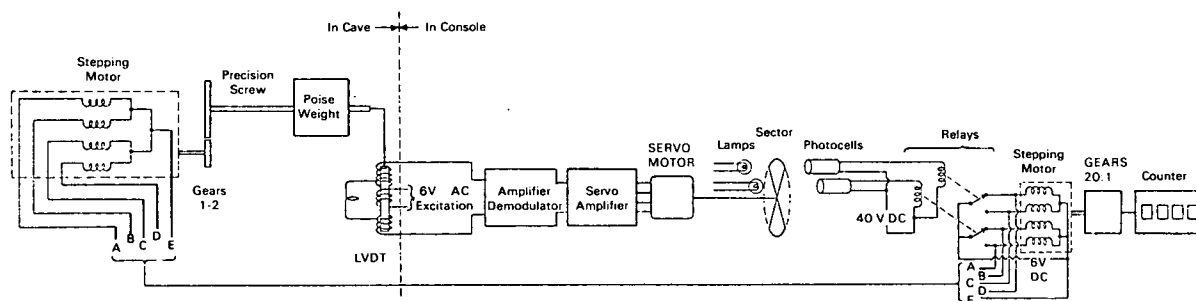 In Cave
In Console
Stepping
Motor
Precision
Screw
Poise
Weight
Gears
1-2
A
B
C
D
E
LVDT
6V AC
Excitation
Amplifier
Demodulator
Servo
Amplifier
SERVO
MOTOR
Lamps
Sector
Photocells
40 V DC
Relays
Stepping
Motor
6V
DC
GEARS
20:1
Counter
A
B
C
D
E